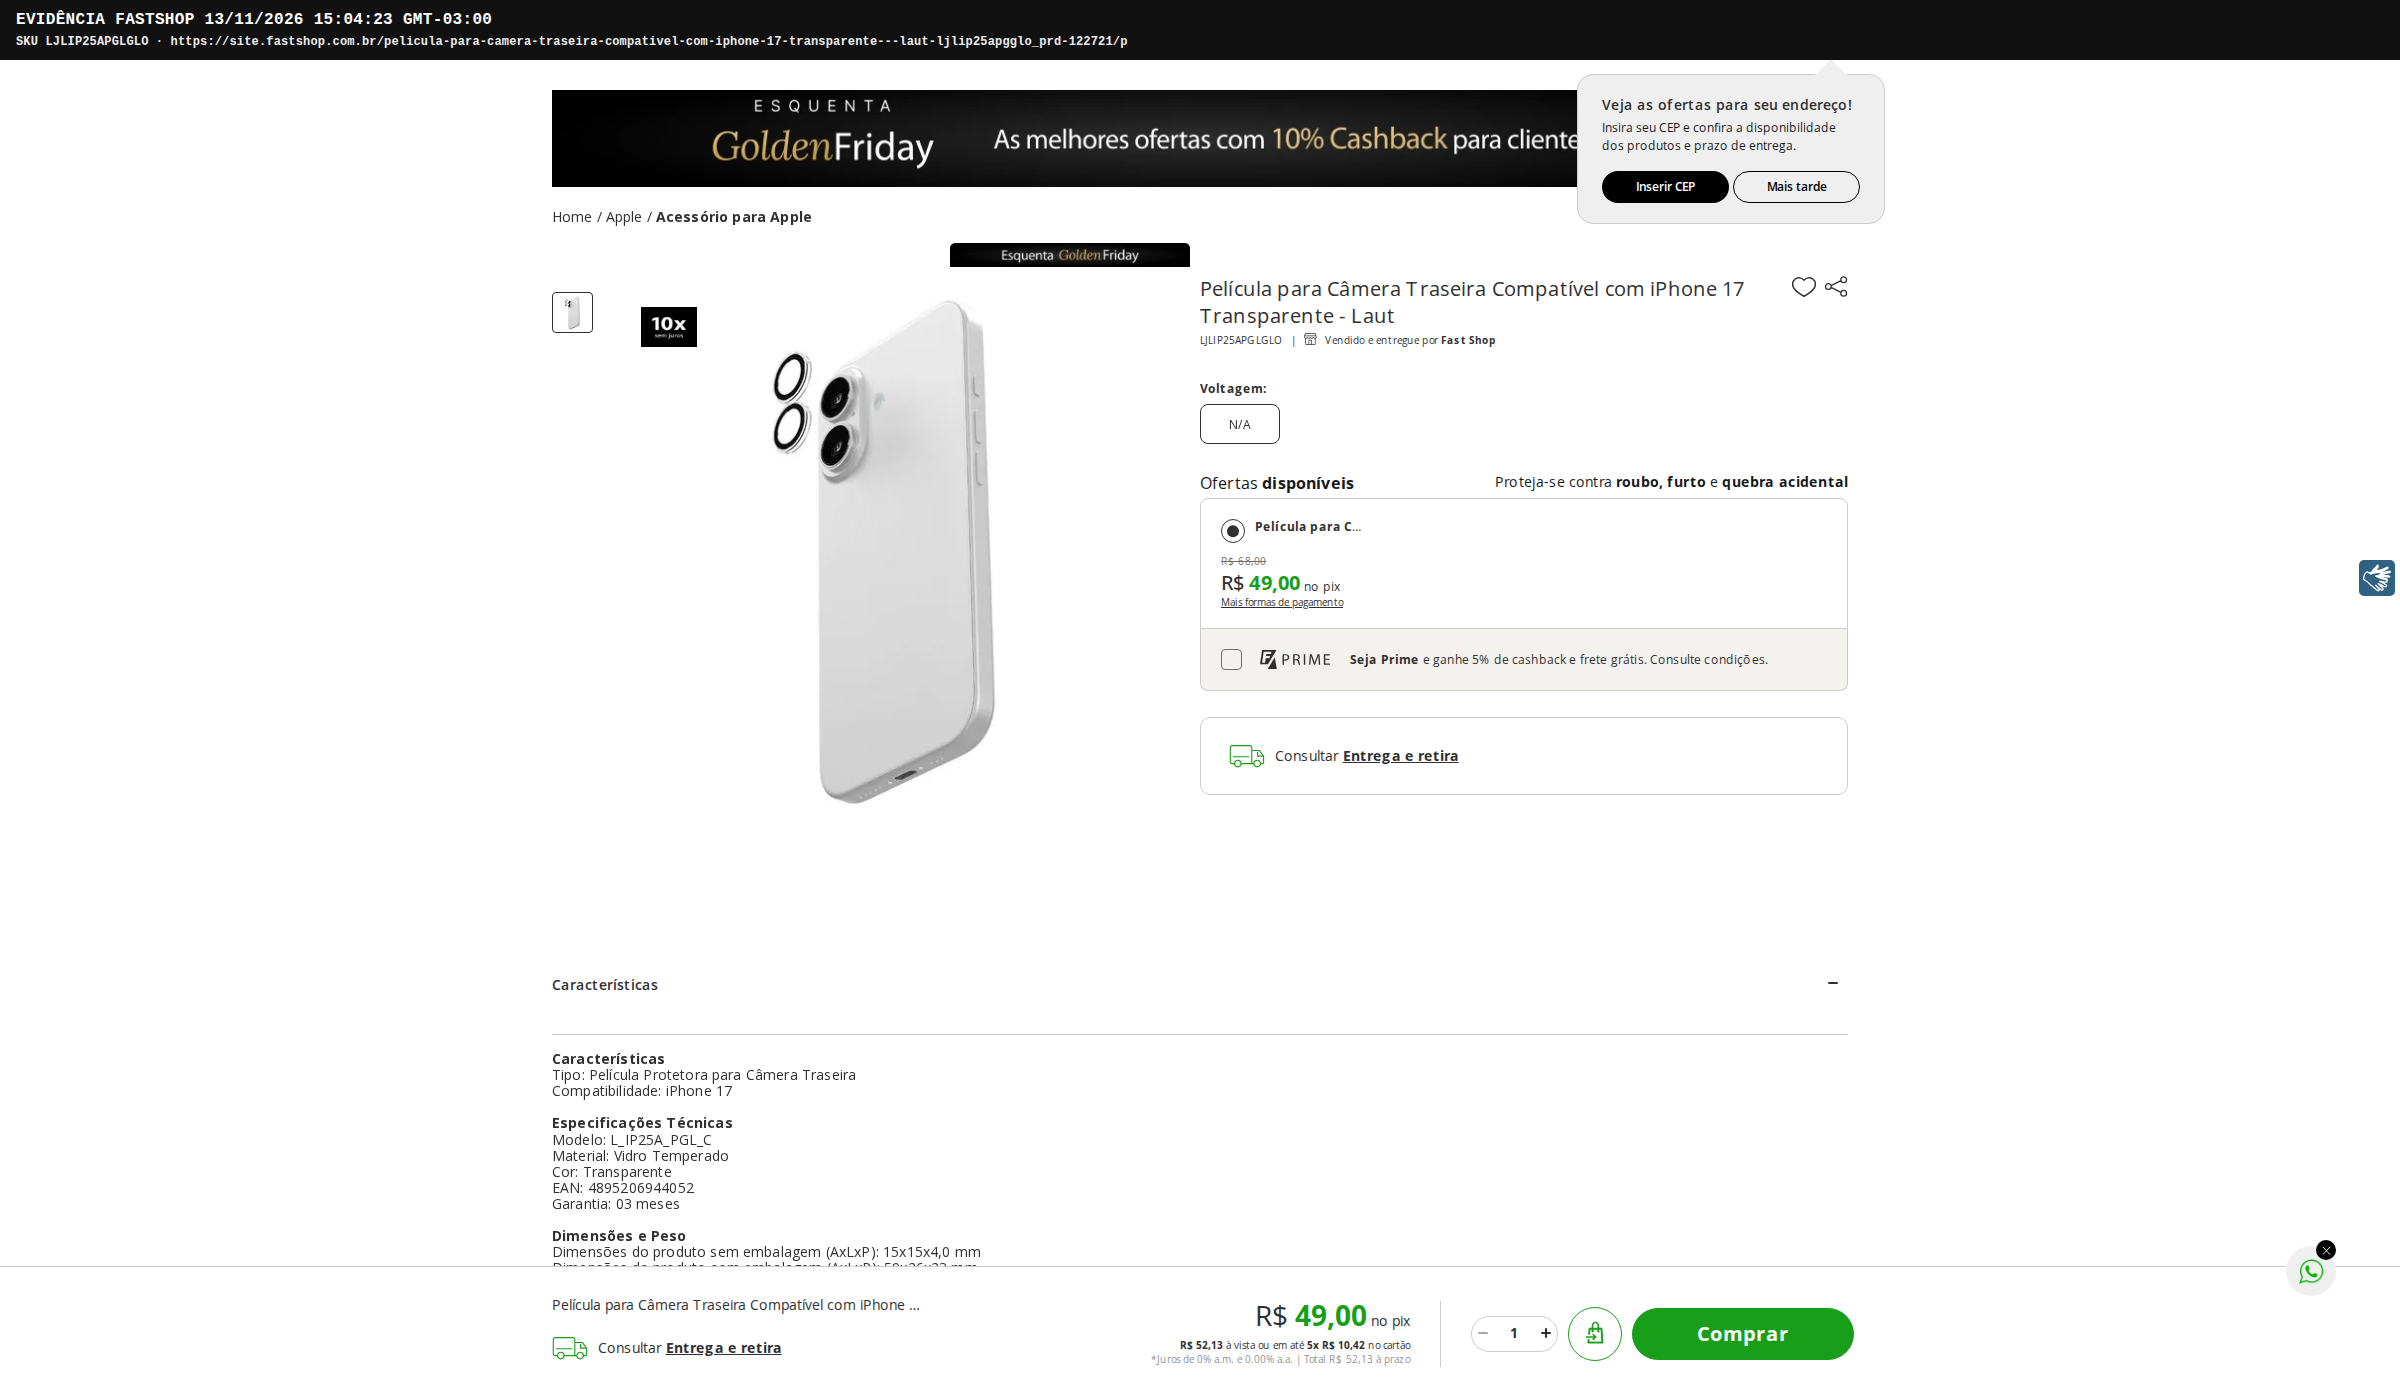 EVIDÊNCIA FASTSHOP 13/11/2026 15:04:23 GMT-03:00
SKU LJLIP25APGLGLO · https://site.fastshop.com.br/pelicula-para-camera-traseira-compativel-com-iphone-17-transparente---laut-ljlip25apgglo_prd-122721/p
ESQUENTA
GoldenFriday
As melhores ofertas com 10% Cashback para cliente
Veja as ofertas para seu endereço!
Insira seu CEP e confira a disponibilidade
dos produtos e prazo de entrega.
Inserir CEP
Mais tarde
Home / Apple / Acessório para Apple
Esquenta GoldenFriday
10x
sem juros
Película para Câmera Traseira Compatível com iPhone 17
Transparente - Laut
LJLIP25APGLGLO | Vendido e entregue por Fast Shop
Voltagem:
N/A
Ofertas disponíveis
Proteja-se contra roubo, furto e quebra acidental
Película para C...
R$ 68,00
R$ 49,00 no pix
Mais formas de pagamento
PRIME
Seja Prime e ganhe 5% de cashback e frete grátis. Consulte condições.
Consultar Entrega e retira
Características
Características
Tipo: Película Protetora para Câmera Traseira
Compatibilidade: iPhone 17
Especificações Técnicas
Modelo: L_IP25A_PGL_C
Material: Vidro Temperado
Cor: Transparente
EAN: 4895206944052
Garantia: 03 meses
Dimensões e Peso
Dimensões do produto sem embalagem (AxLxP): 15x15x4,0 mm
Película para Câmera Traseira Compatível com iPhone ...
Consultar Entrega e retira
R$ 49,00 no pix
R$ 52,13 à vista ou em até 5x R$ 10,42 no cartão
*Juros de 0% a.m. e 0.00% a.a. | Total R$ 52,13 à prazo
1
Comprar